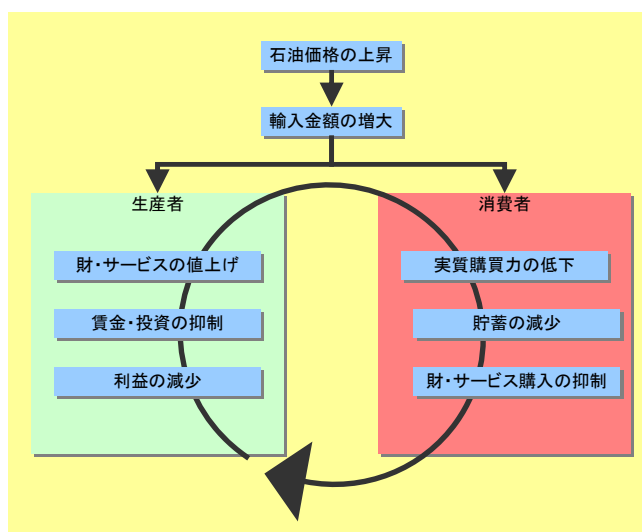 石油価格の上昇
輸入金額の増大
生産者
財・サービスの値上げ
賃金・投資の抑制
利益の減少
消費者
実質購買力の低下
貯蓄の減少
財・サービス購入の抑制